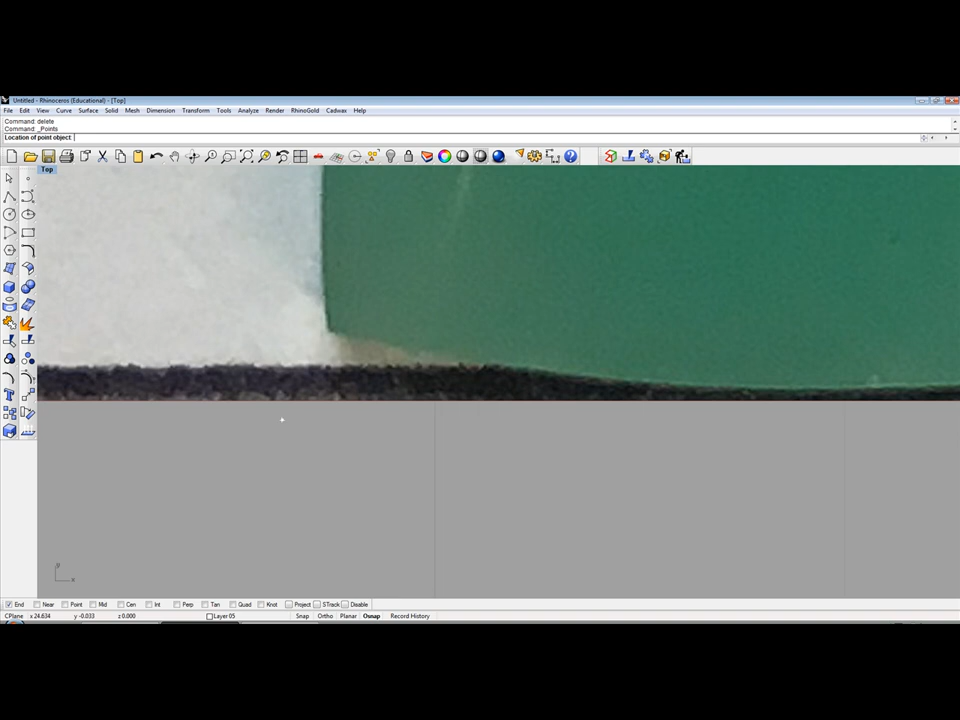 Untitled - Rhinoceros (Educational) - [Top]
File Edit View Curve Surface Solid Mesh Dimension Transform Tools Analyze Render RhinoGold Cadwax Help
Command: delete
Command: _Points
Location of point object:
Top
y
x
End Near Point Mid Cen Int Perp Tan Quad Knot Project STrack Disable
CPlane x 24.634 y -0.033 z 0.000 Layer 05 Snap Ortho Planar Osnap Record History